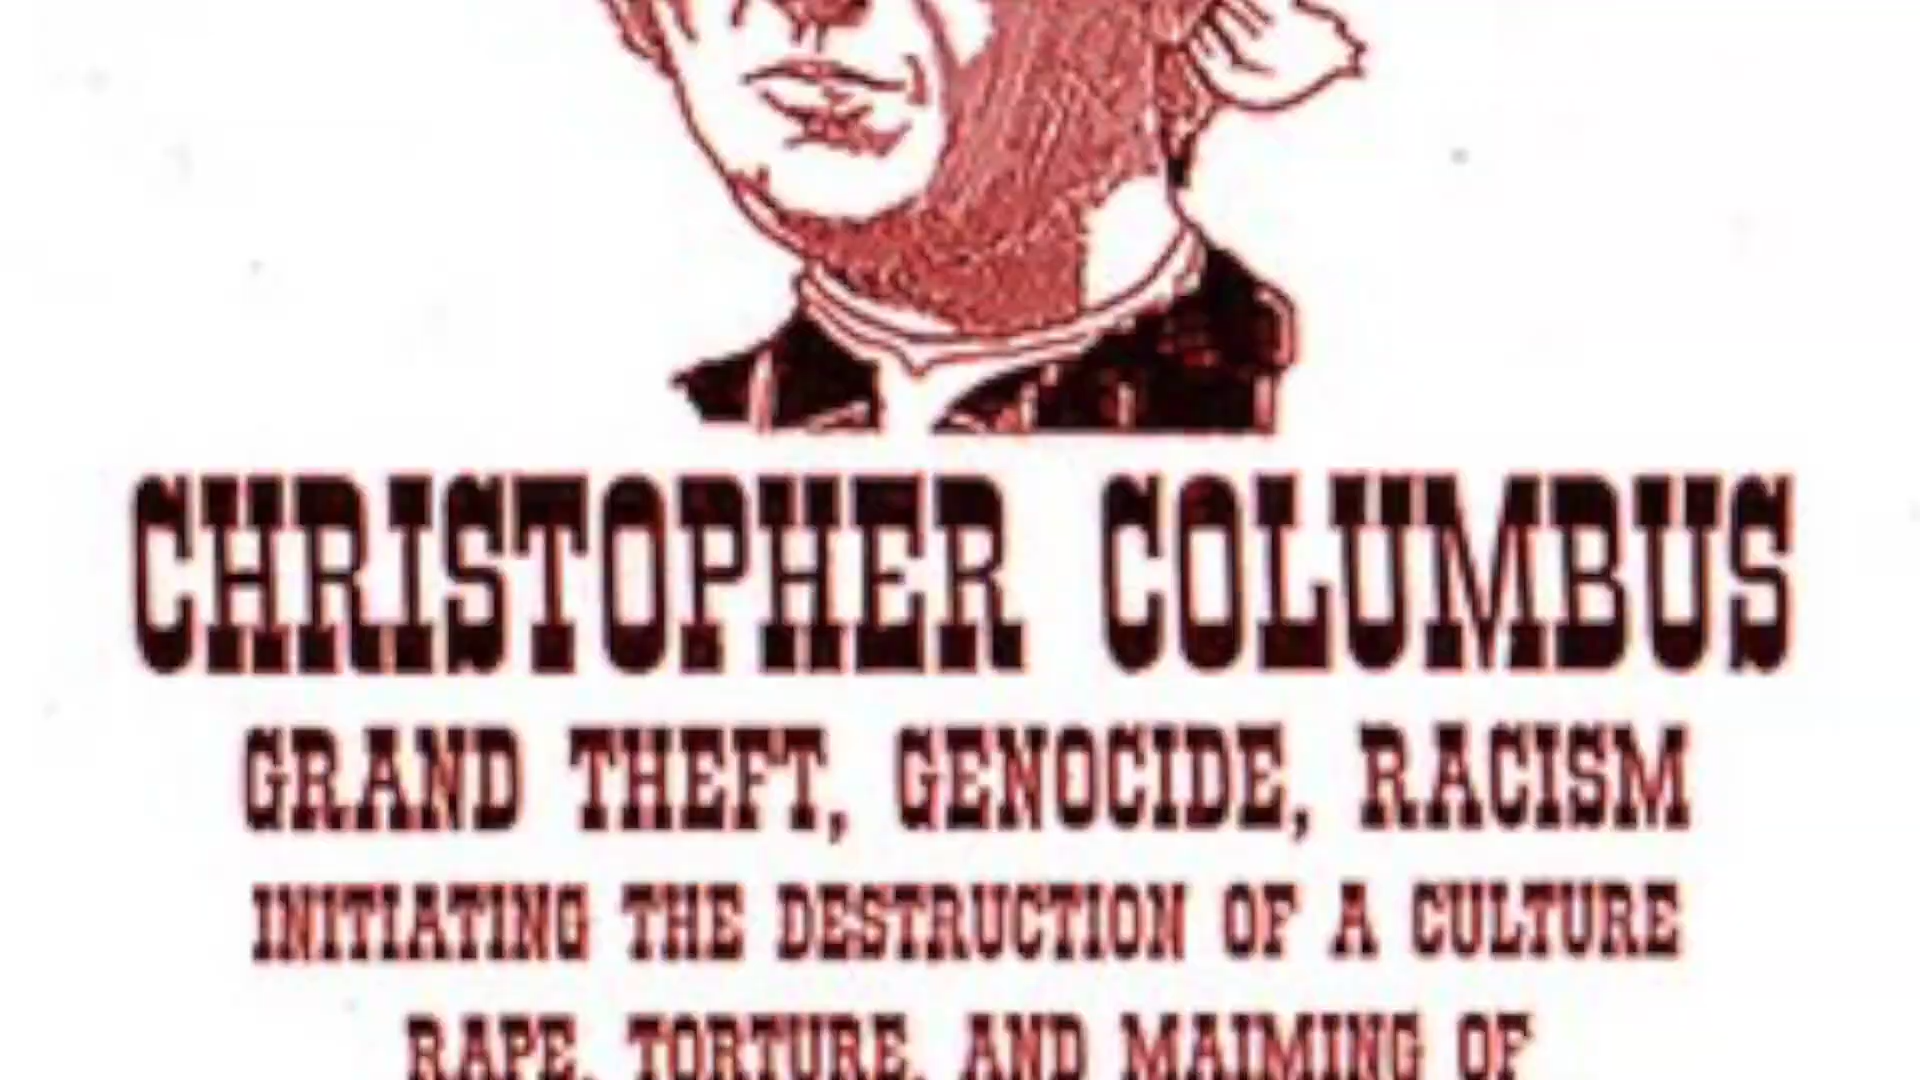 CHRISTOPHER COLUMBUS
GRAND THEFT, GENOCIDE, RACISM
INITIATING THE DESTRUCTION OF A CULTURE
RAPE, TORTURE, AND MAIMING OF